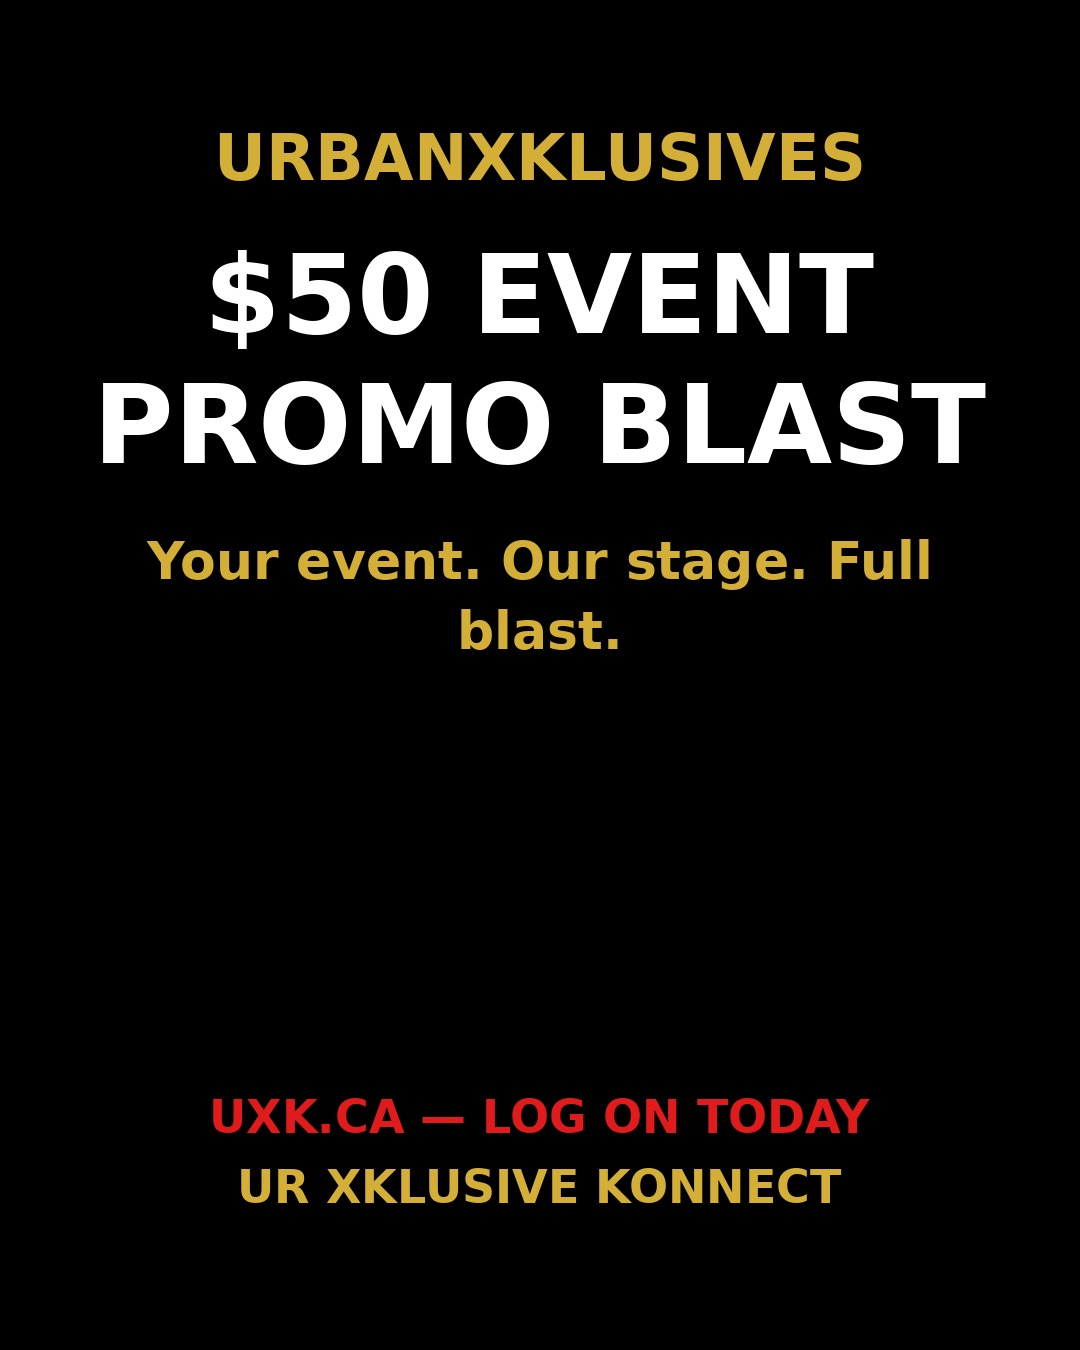 URBANXKLUSIVES
$50 EVENT
PROMO BLAST
Your event. Our stage. Full
blast.
UXK.CA — LOG ON TODAY
UR XKLUSIVE KONNECT